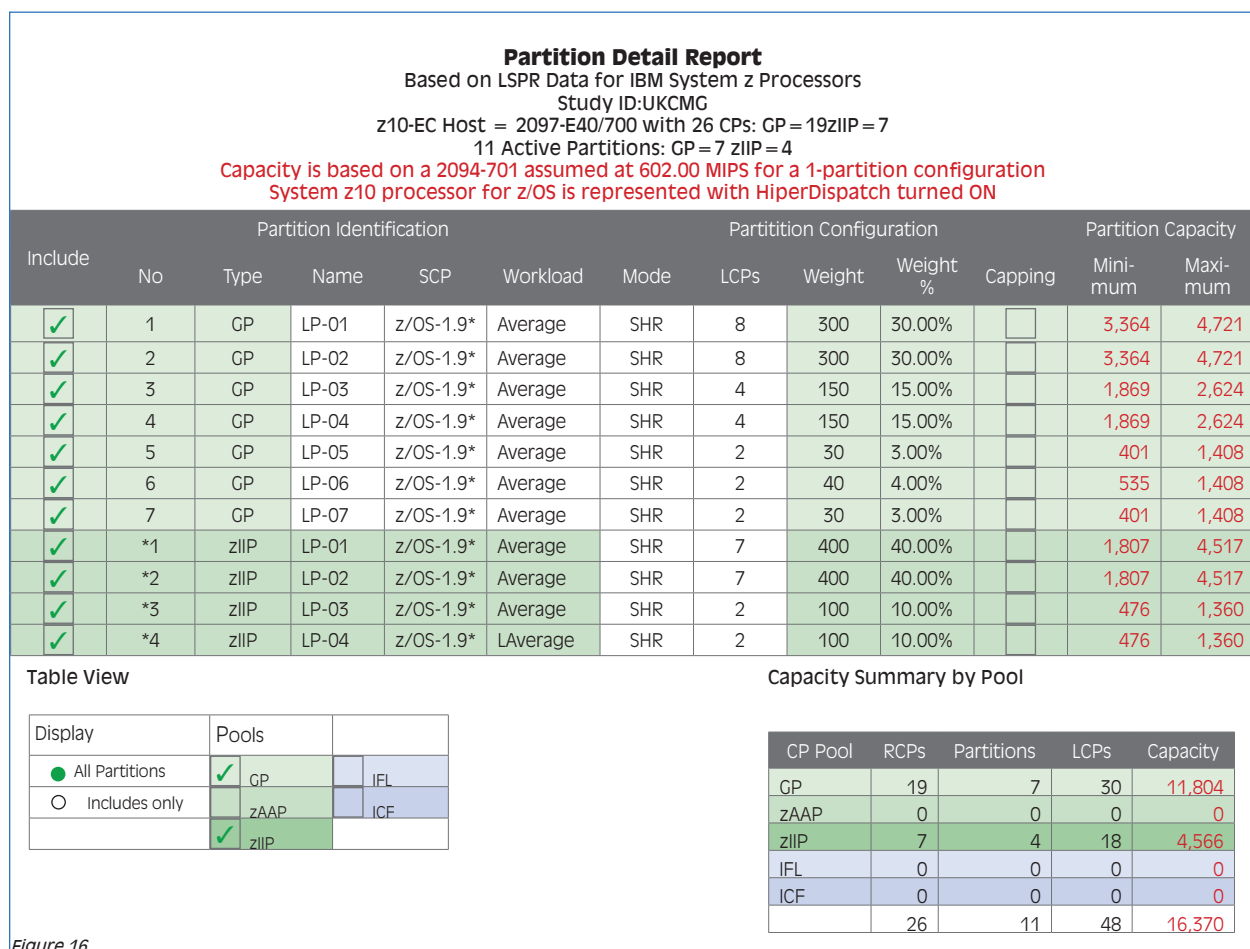 Partition Detail Report
Based on LSPR Data for IBM System z Processors
Study ID:UKCMG
z10-EC Host = 2097-E40/700 with 26 CPs: GP=19zIIP=7
11 Active Partitions: GP=7 zIIP=4
Capacity is based on a 2094-701 assumed at 602.00 MIPS for a 1-partition configuration
System z10 processor for z/OS is represented with HiperDispatch turned ON
Include Partition Identification Partitition Configuration Partition Capacity
No Type Name SCP Workload Mode LCPs Weight Weight % Capping Mini-mum Maxi-mum
✓ 1 GP LP-01 z/OS-1.9* Average SHR 8 300 30.00% 3,364 4,721
✓ 2 GP LP-02 z/OS-1.9* Average SHR 8 300 30.00% 3,364 4,721
✓ 3 GP LP-03 z/OS-1.9* Average SHR 4 150 15.00% 1,869 2,624
✓ 4 GP LP-04 z/OS-1.9* Average SHR 4 150 15.00% 1,869 2,624
✓ 5 GP LP-05 z/OS-1.9* Average SHR 2 30 3.00% 401 1,408
✓ 6 GP LP-06 z/OS-1.9* Average SHR 2 40 4.00% 535 1,408
✓ 7 GP LP-07 z/OS-1.9* Average SHR 2 30 3.00% 401 1,408
✓ *1 zIIP LP-01 z/OS-1.9* Average SHR 7 400 40.00% 1,807 4,517
✓ *2 zIIP LP-02 z/OS-1.9* Average SHR 7 400 40.00% 1,807 4,517
✓ *3 zIIP LP-03 z/OS-1.9* Average SHR 2 100 10.00% 476 1,360
✓ *4 zIIP LP-04 z/OS-1.9* LAverage SHR 2 100 10.00% 476 1,360
Table View
Display Pools
All Partitions ✓ GP IFL
Includes only zAAP ICF
✓ zIIP
Capacity Summary by Pool
CP Pool RCPs Partitions LCPs Capacity
GP 19 7 30 11,804
zAAP 0 0 0 0
zIIP 7 4 18 4,566
IFL 0 0 0 0
ICF 0 0 0 0
26 11 48 16,370
Figure 16